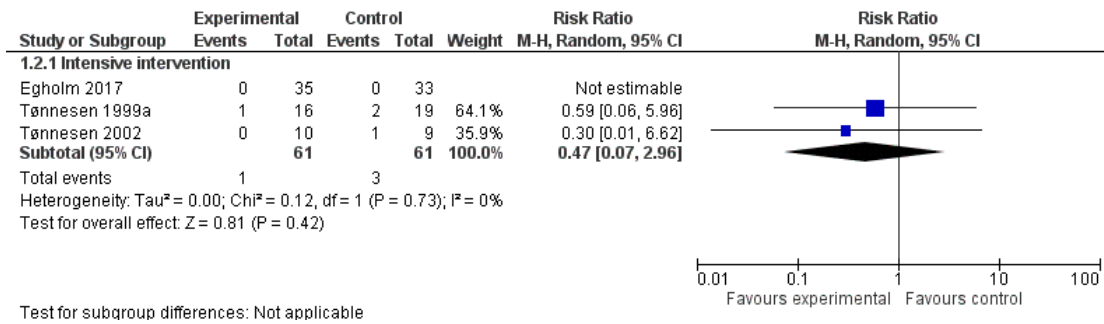 Experimental Control Risk Ratio Risk Ratio
Study or Subgroup Events Total Events Total Weight M-H, Random, 95% CI M-H, Random, 95% CI
1.2.1 Intensive intervention
Egholm 2017 0 35 0 33 Not estimable
Tønnesen 1999a 1 16 2 19 64.1% 0.59 [0.06, 5.96]
Tønnesen 2002 0 10 1 9 35.9% 0.30 [0.01, 6.62]
Subtotal (95% CI) 61 61 100.0% 0.47 [0.07, 2.96]
Total events 1 3
Heterogeneity: Tau² = 0.00; Chi² = 0.12, df = 1 (P = 0.73); I² = 0%
Test for overall effect: Z = 0.81 (P = 0.42)
0.01 0.1 1 10 100
Favours experimental Favours control
Test for subgroup differences: Not applicable